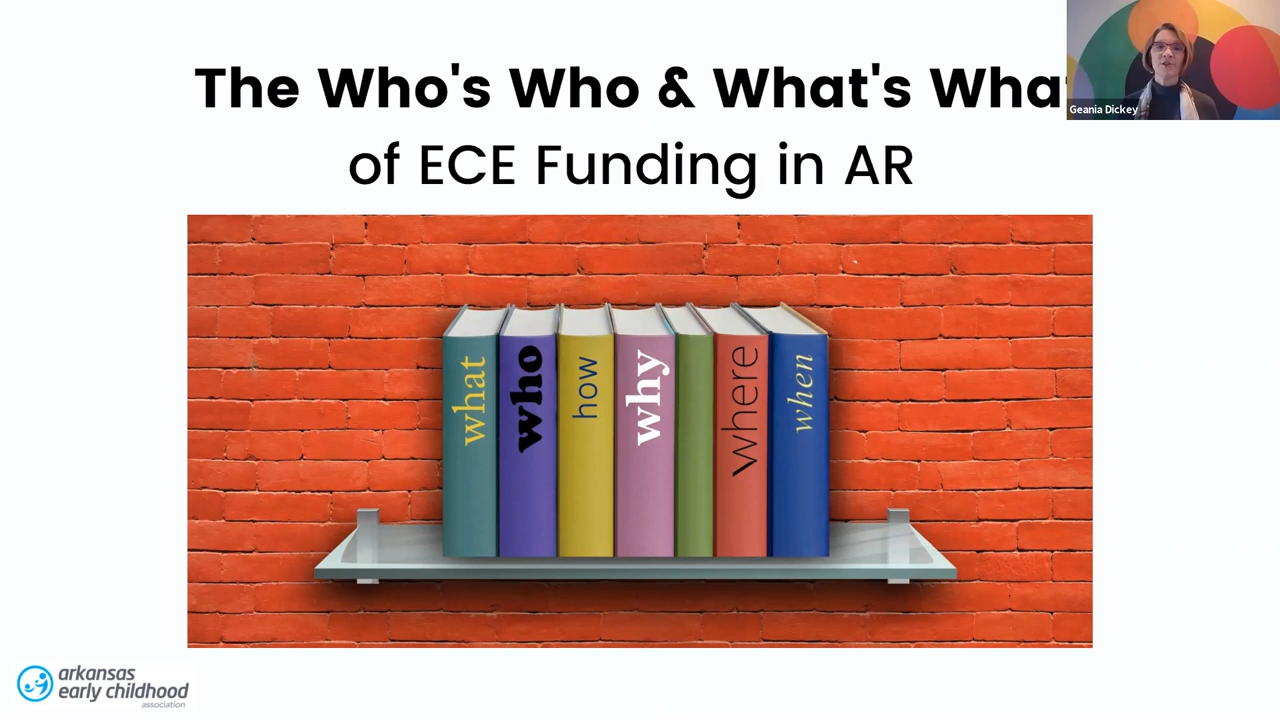 The Who's Who & What's Wha
of ECE Funding in AR
Geania Dickey
what
who
how
why
where
when
arkansas
early childhood
association